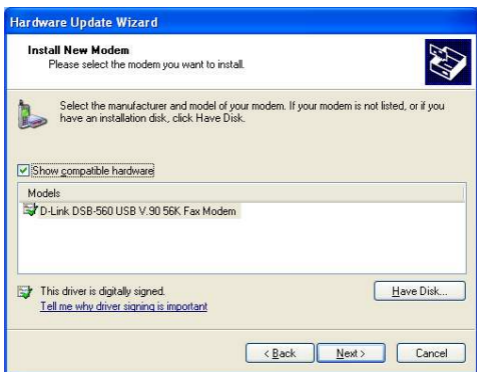 Hardware Update Wizard
Install New Modem
Please select the modem you want to install.
Select the manufacturer and model of your modem. If your modem is not listed, or if you
have an installation disk, click Have Disk.
Show compatible hardware
Models
D-Link DSB-560 USB V.90 56K Fax Modem
This driver is digitally signed.
Have Disk...
Tell me why driver signing is important
< Back
Next >
Cancel